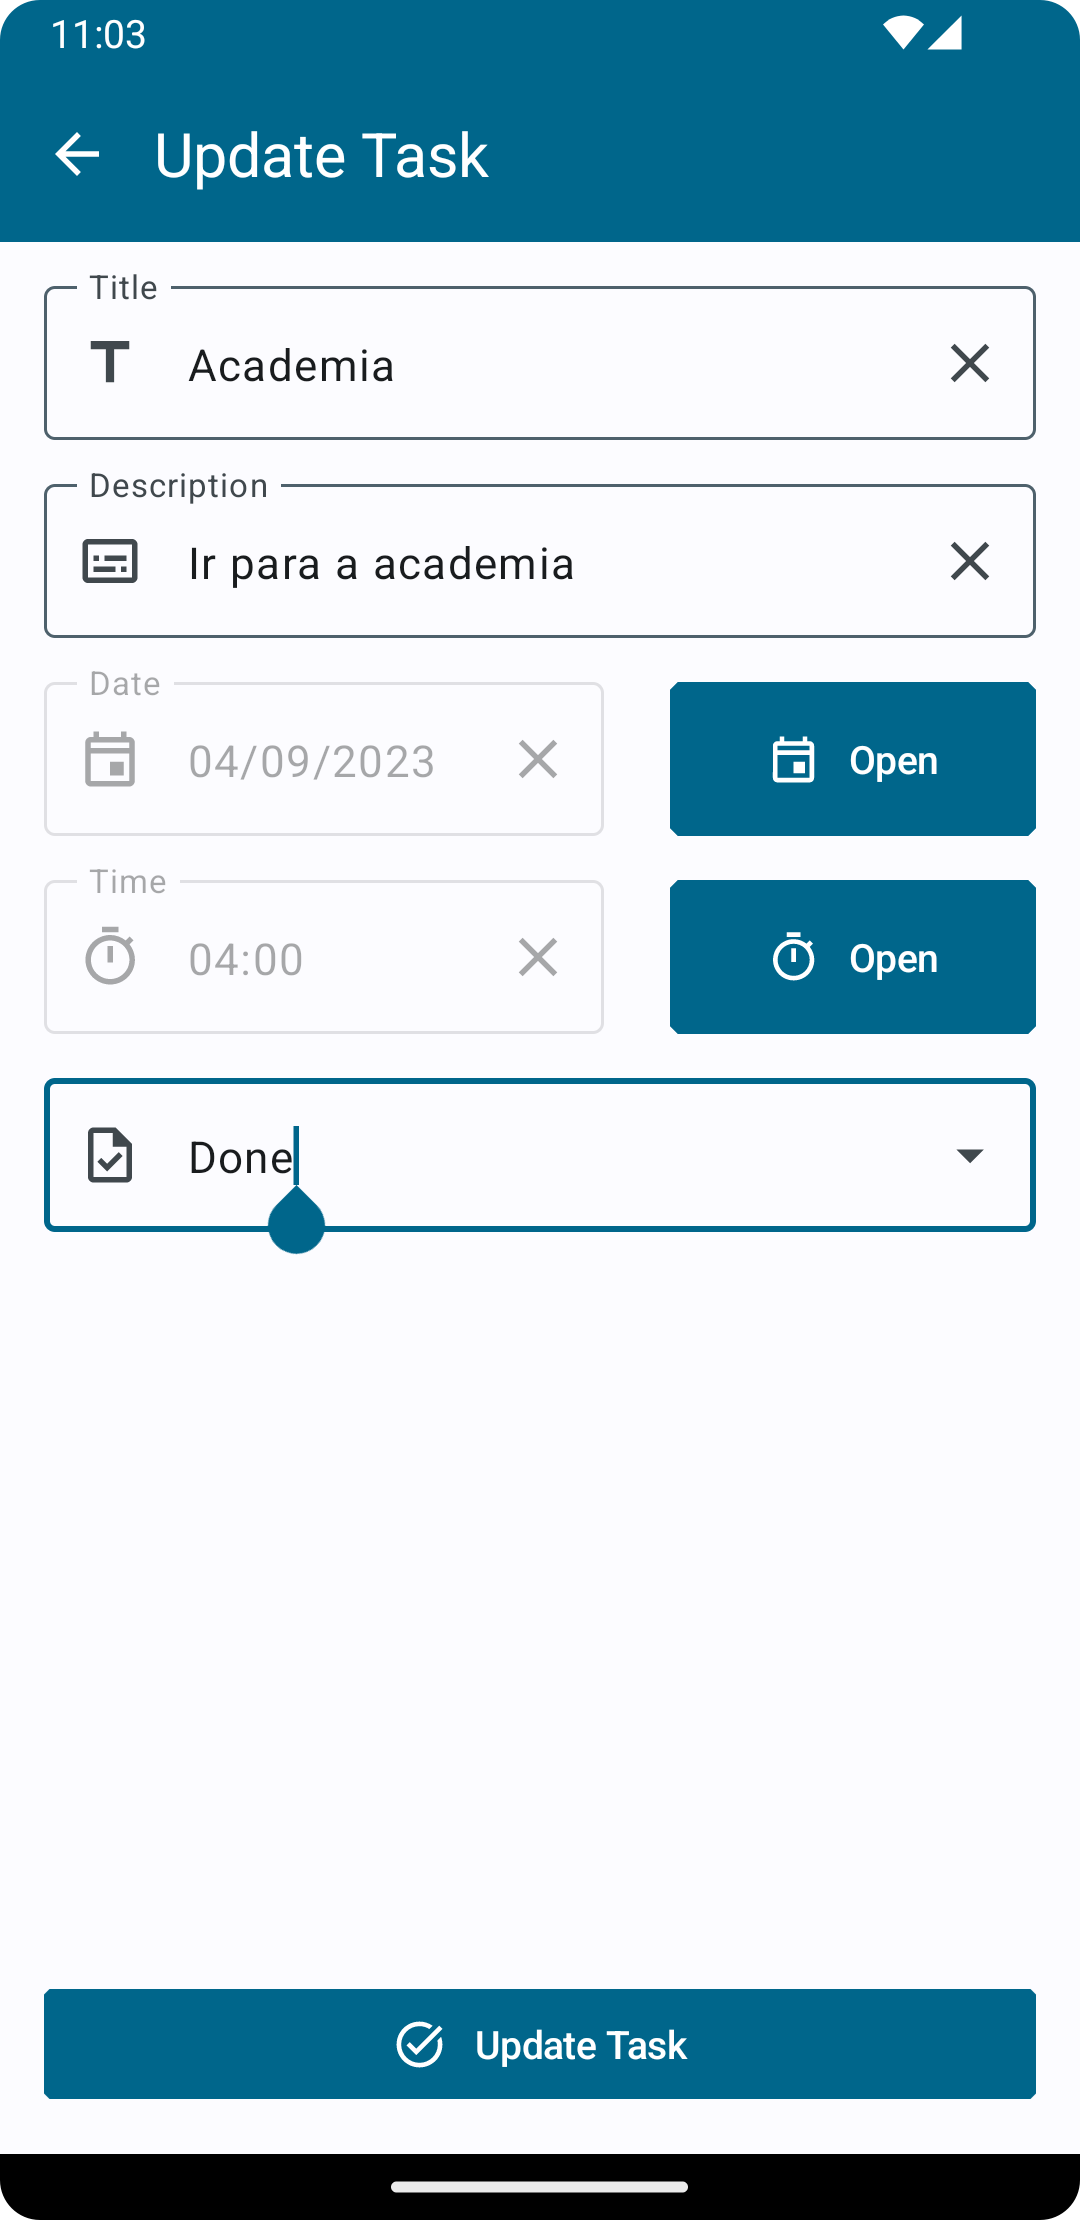 11:03
Update Task
Title
Academia
Description
Ir para a academia
Date
04/09/2023
Open
Time
04:00
Open
Done
Update Task